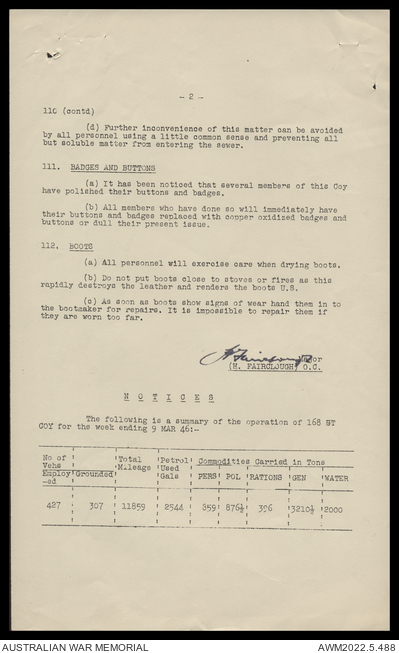 - 2 -
110 (contd)
(d) Further inconvenience of this matter can be avoided
by all personnel using a little common sense and preventing all
but soluble matter from entering the sewer.
111. BADGES AND BUTTONS
(a) It has been noticed that several members of this Coy
have polished their buttons and badges.
(b) All members who have done so will immediately have
their buttons and badges replaced with copper oxidized badges and
buttons or dull their present issue.
112. BOOTS
(a) All personnel will exercise care when drying boots.
(b) Do not put boots close to stoves or fires as this
rapidly destroys the leather and renders the boots U.S.
(c) As soon as boots show signs of wear hand them in to
the bootmaker for repairs. It is impossible to repair them if
they are worn too far.
H Fairclough Major
(H. FAIRCLOUGH) O.C.
N O T I C E S
The following is a summary of the operation of 168 BT
COY for the week ending 9 MAR 46:-
No of Vehs Total Petrol Commodities Carried in Tons
Employ-ed Grounded Mileage Used Gals PERS POL RATIONS GEN WATER
427 307 11859 2544 859 876½ 396 3210½ 2000
AUSTRALIAN WAR MEMORIAL AWM2022.5.488